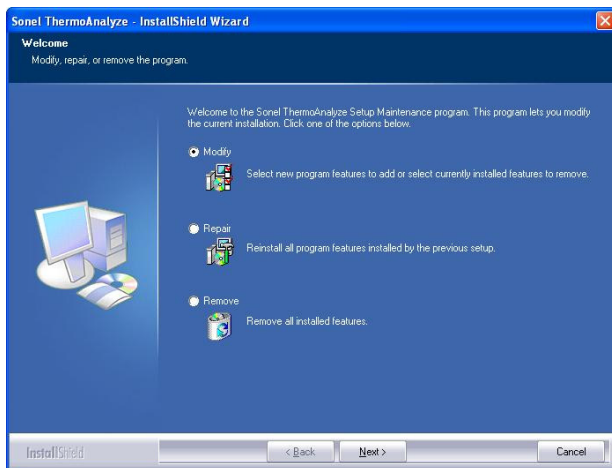 Sonel ThermoAnalyze - InstallShield Wizard
Welcome
Modify, repair, or remove the program.
Welcome to the Sonel ThermoAnalyze Setup Maintenance program. This program lets you modify
the current installation. Click one of the options below.
Modify
Select new program features to add or select currently installed features to remove.
Repair
Reinstall all program features installed by the previous setup.
Remove
Remove all installed features.
InstallShield
< Back
Next >
Cancel